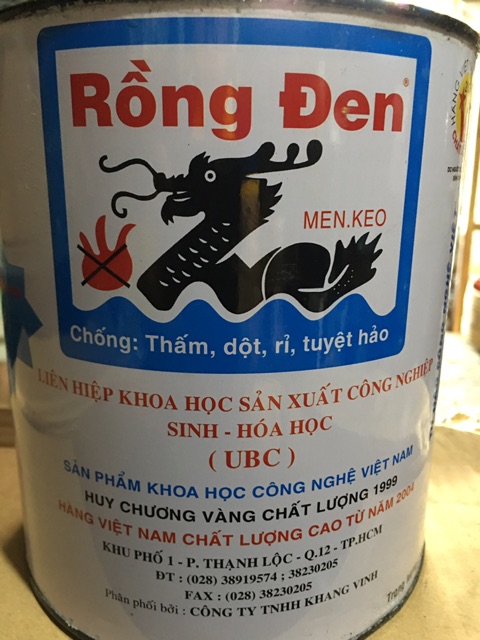 Rồng Đen®
MEN.KEO
Chống: Thấm, dột, rỉ, tuyệt hảo
LIÊN HIỆP KHOA HỌC SẢN XUẤT CÔNG NGHIỆP
SINH - HÓA HỌC
( UBC )
SẢN PHẨM KHOA HỌC CÔNG NGHỆ VIỆT NAM
HUY CHƯƠNG VÀNG CHẤT LƯỢNG 1999
HÀNG VIỆT NAM CHẤT LƯỢNG CAO TỪ NĂM 2004
KHU PHỐ 1 - P. THẠNH LỘC - Q.12 - TP.HCM
ĐT : (028) 38919574 ; 38230205
FAX : (028) 38230205
Phân phối bởi : CÔNG TY TNHH KHANG VINH
Trọng
HÀNG